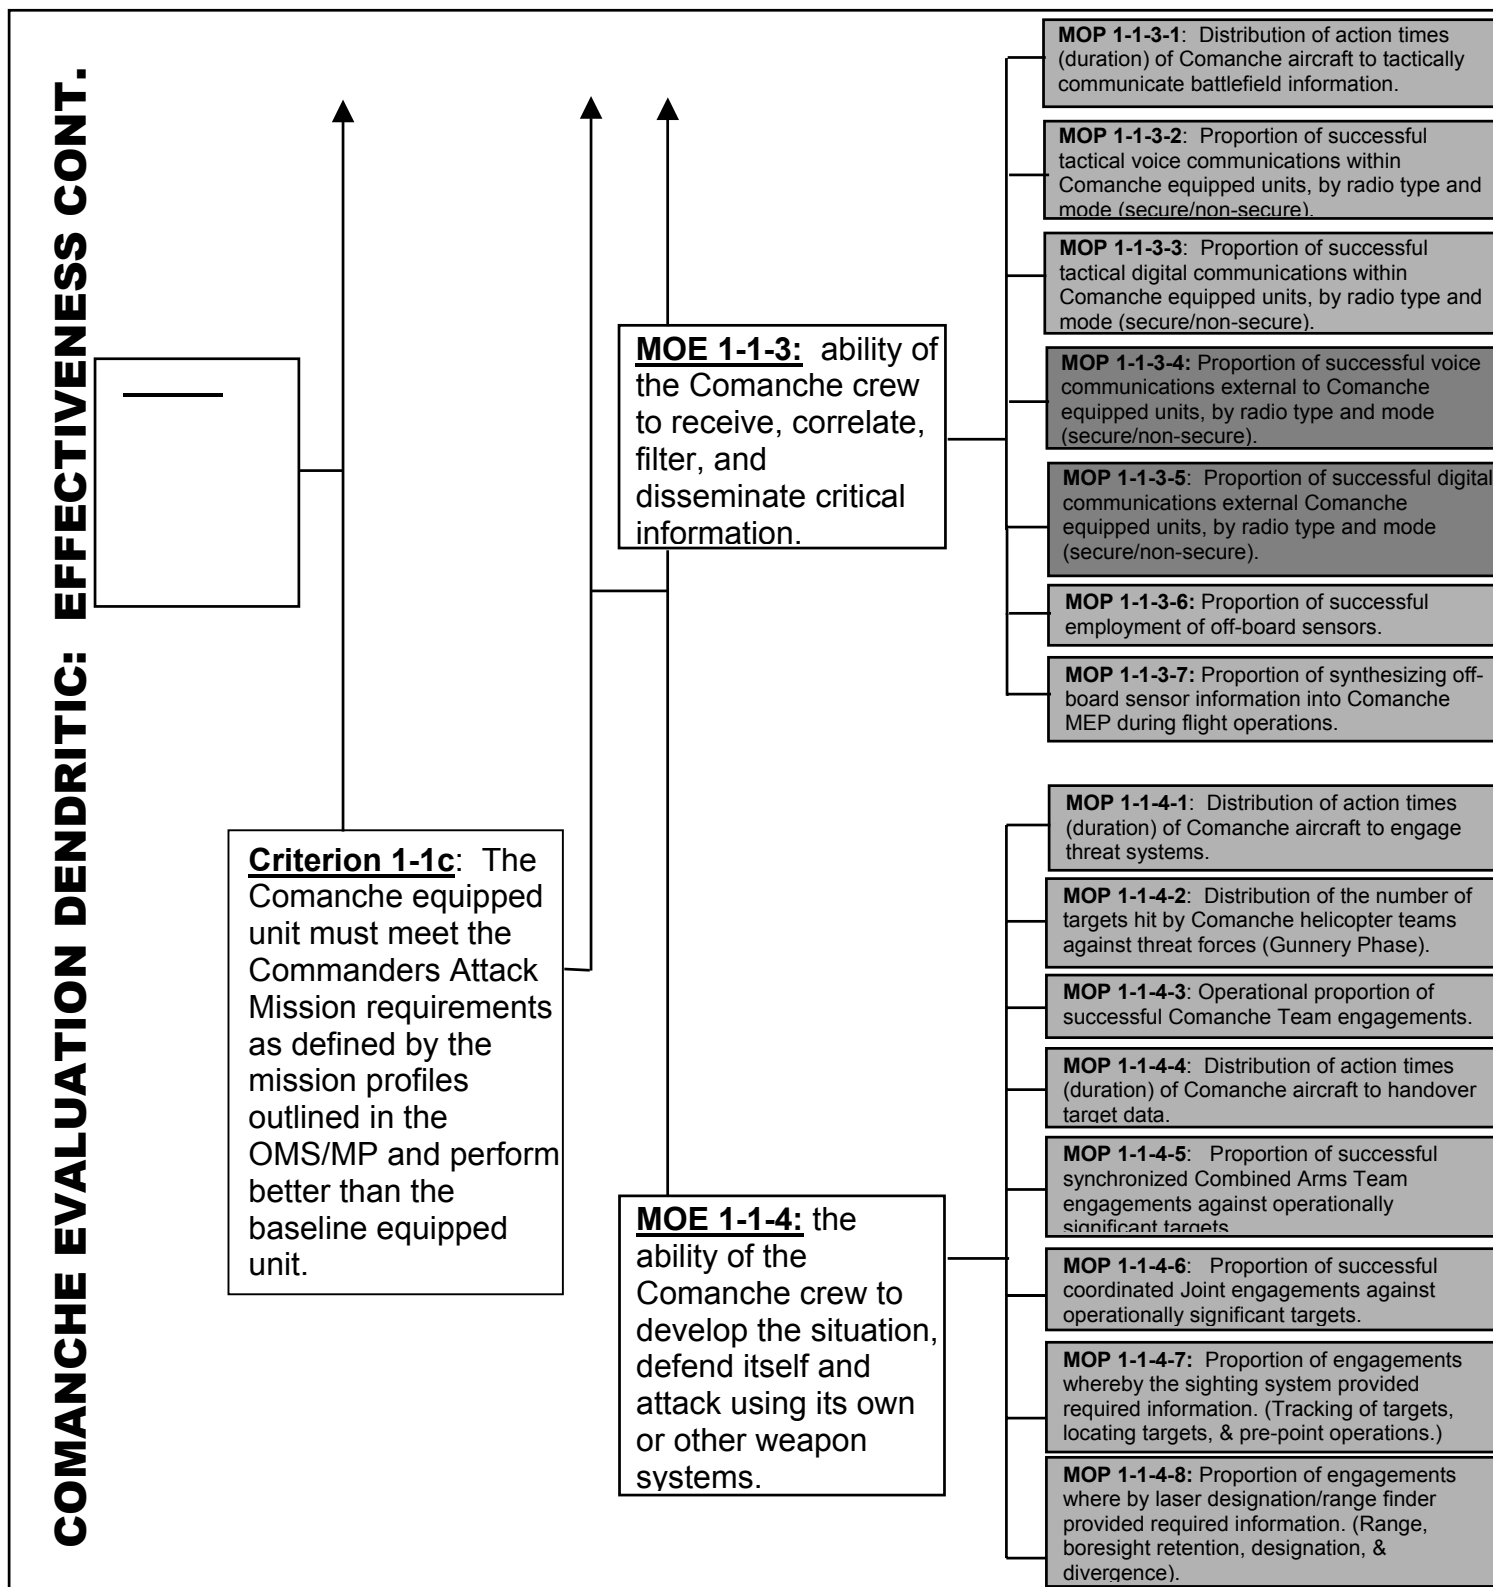 COMANCHE EVALUATION DENDRITIC: EFFECTIVENESS CONT.
Criterion 1-1c: The
Comanche equipped
unit must meet the
Commanders Attack
Mission requirements
as defined by the
mission profiles
outlined in the
OMS/MP and perform
better than the
baseline equipped
unit.
MOE 1-1-3: ability of
the Comanche crew
to receive, correlate,
filter, and
disseminate critical
information.
MOE 1-1-4: the
ability of the
Comanche crew to
develop the situation,
defend itself and
attack using its own
or other weapon
systems.
MOP 1-1-3-1: Distribution of action times
(duration) of Comanche aircraft to tactically
communicate battlefield information.
MOP 1-1-3-2: Proportion of successful
tactical voice communications within
Comanche equipped units, by radio type and
mode (secure/non-secure).
MOP 1-1-3-3: Proportion of successful
tactical digital communications within
Comanche equipped units, by radio type and
mode (secure/non-secure).
MOP 1-1-3-4: Proportion of successful voice
communications external to Comanche
equipped units, by radio type and mode
(secure/non-secure).
MOP 1-1-3-5: Proportion of successful digital
communications external Comanche
equipped units, by radio type and mode
(secure/non-secure).
MOP 1-1-3-6: Proportion of successful
employment of off-board sensors.
MOP 1-1-3-7: Proportion of synthesizing off-
board sensor information into Comanche
MEP during flight operations.
MOP 1-1-4-1: Distribution of action times
(duration) of Comanche aircraft to engage
threat systems.
MOP 1-1-4-2: Distribution of the number of
targets hit by Comanche helicopter teams
against threat forces (Gunnery Phase).
MOP 1-1-4-3: Operational proportion of
successful Comanche Team engagements.
MOP 1-1-4-4: Distribution of action times
(duration) of Comanche aircraft to handover
target data.
MOP 1-1-4-5: Proportion of successful
synchronized Combined Arms Team
engagements against operationally
significant targets.
MOP 1-1-4-6: Proportion of successful
coordinated Joint engagements against
operationally significant targets.
MOP 1-1-4-7: Proportion of engagements
whereby the sighting system provided
required information. (Tracking of targets,
locating targets, & pre-point operations.)
MOP 1-1-4-8: Proportion of engagements
where by laser designation/range finder
provided required information. (Range,
boresight retention, designation, &
divergence).